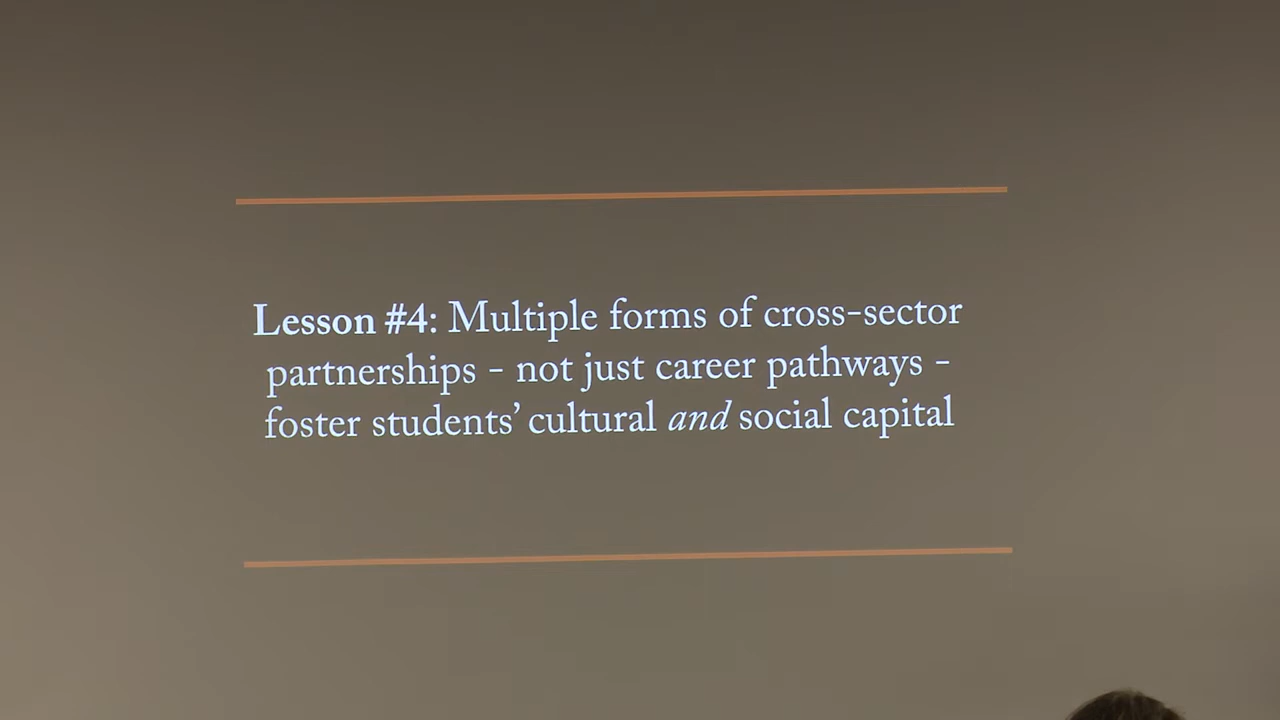 Lesson #4: Multiple forms of cross-sector
partnerships - not just career pathways -
foster students’ cultural and social capital